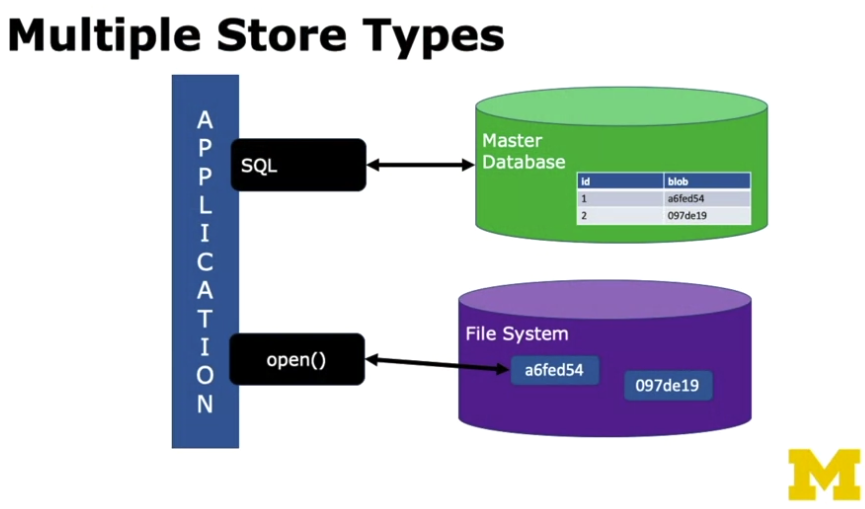 Multiple Store Types
APPLICATION
SQL
Master
Database
id blob
1 a6fed54
2 097de19
open()
File System
a6fed54
097de19
M